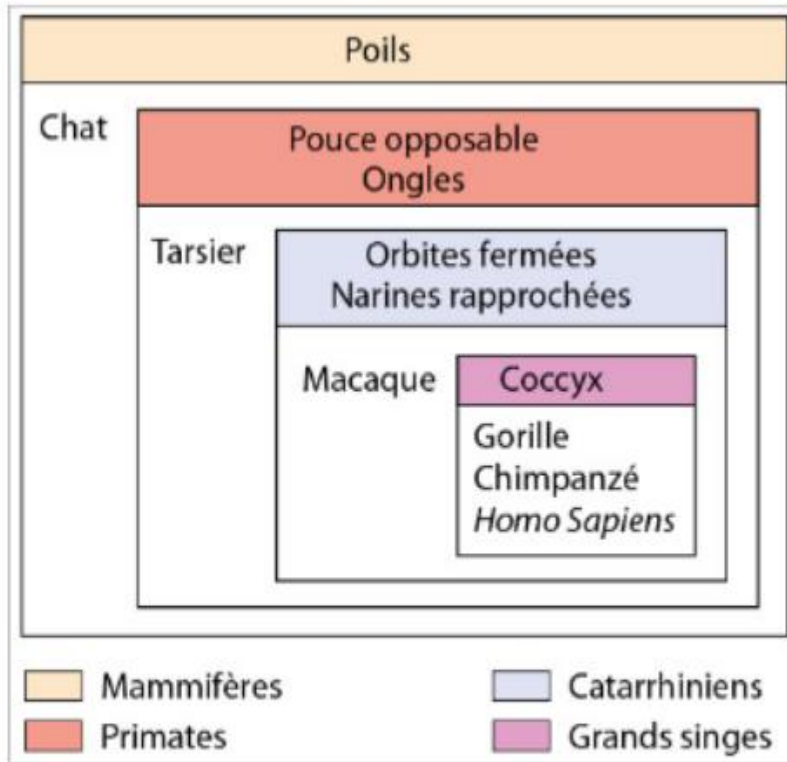 Poils
Chat
Pouce opposable
Ongles
Tarsier
Orbites fermées
Narines rapprochées
Macaque
Coccyx
Gorille
Chimpanzé
Homo Sapiens
Mammifères
Catarrhiniens
Primates
Grands singes